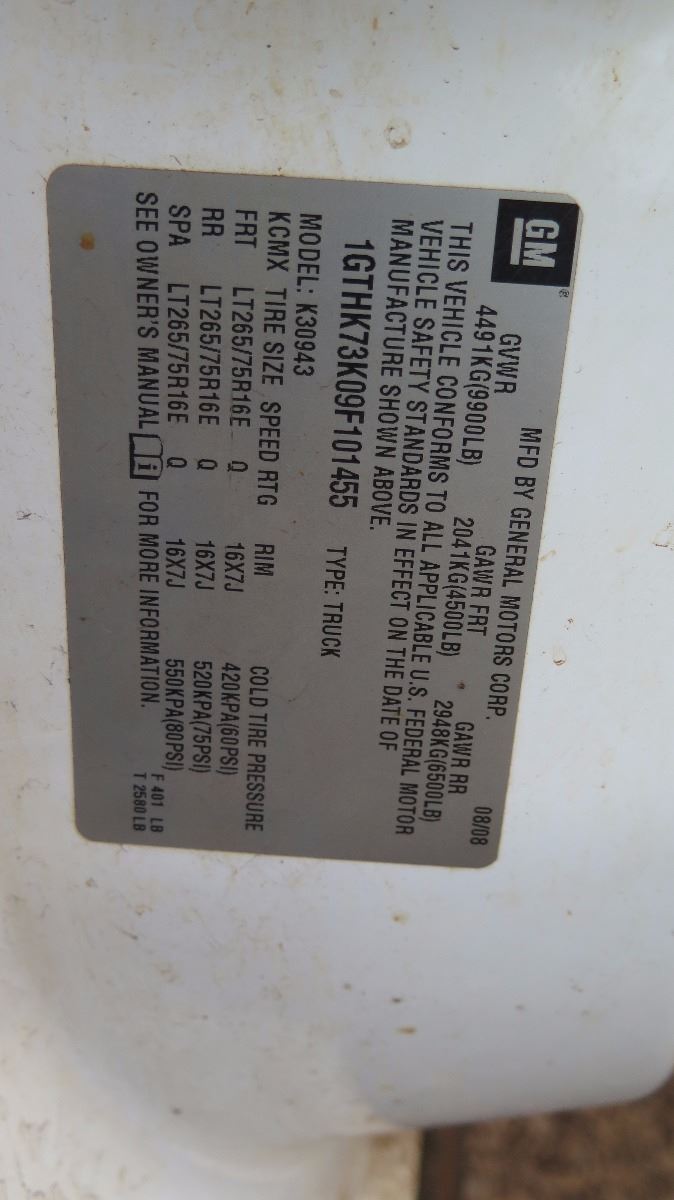 GM®
MFD BY GENERAL MOTORS CORP. 08/08
GVWR GAWR FRT GAWR RR
4491KG(9900LB) 2041KG(4500LB) 2948KG(6500LB)
THIS VEHICLE CONFORMS TO ALL APPLICABLE U.S. FEDERAL MOTOR
VEHICLE SAFETY STANDARDS IN EFFECT ON THE DATE OF
MANUFACTURE SHOWN ABOVE.
1GTHK73K09F101455 TYPE: TRUCK
MODEL: K30943
KCMX TIRE SIZE SPEED RTG RIM COLD TIRE PRESSURE
FRT LT265/75R16E Q 16X7J 420KPA(60PSI)
RR LT265/75R16E Q 16X7J 520KPA(75PSI)
SPA LT265/75R16E Q 16X7J 550KPA(80PSI)
SEE OWNER'S MANUAL i FOR MORE INFORMATION.
F 401 LB
T 2580 LB